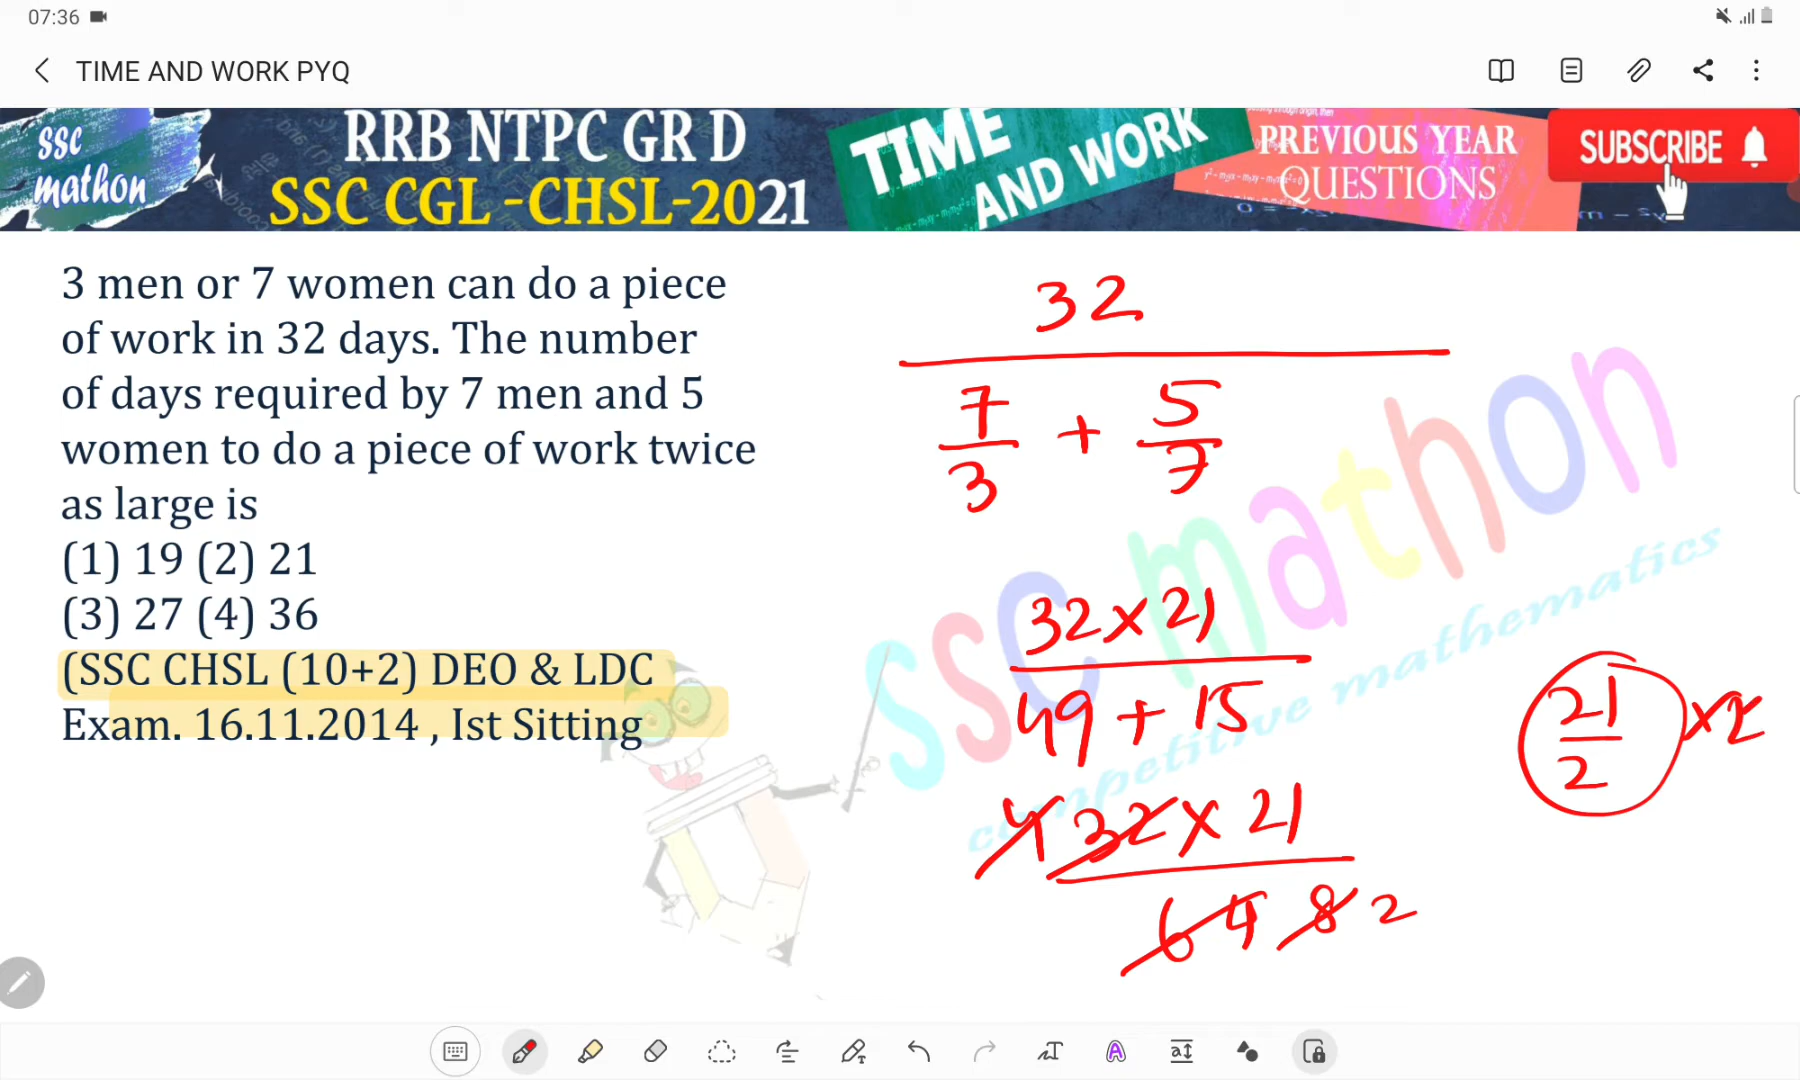 07:36
TIME AND WORK PYQ
ssc
mathon
RRB NTPC GR D
SSC CGL -CHSL-2021
TIME
AND WORK
PREVIOUS YEAR
QUESTIONS
SUBSCRIBE
3 men or 7 women can do a piece
of work in 32 days. The number
of days required by 7 men and 5
women to do a piece of work twice
as large is
(1) 19 (2) 21
(3) 27 (4) 36
(SSC CHSL (10+2) DEO & LDC
Exam. 16.11.2014 , Ist Sitting
32
7 5
+
3 7
32 x 21
49 + 15
4 32 x 21
64 8 2
21
x 2
2
ssc mathon
competitive mathematics